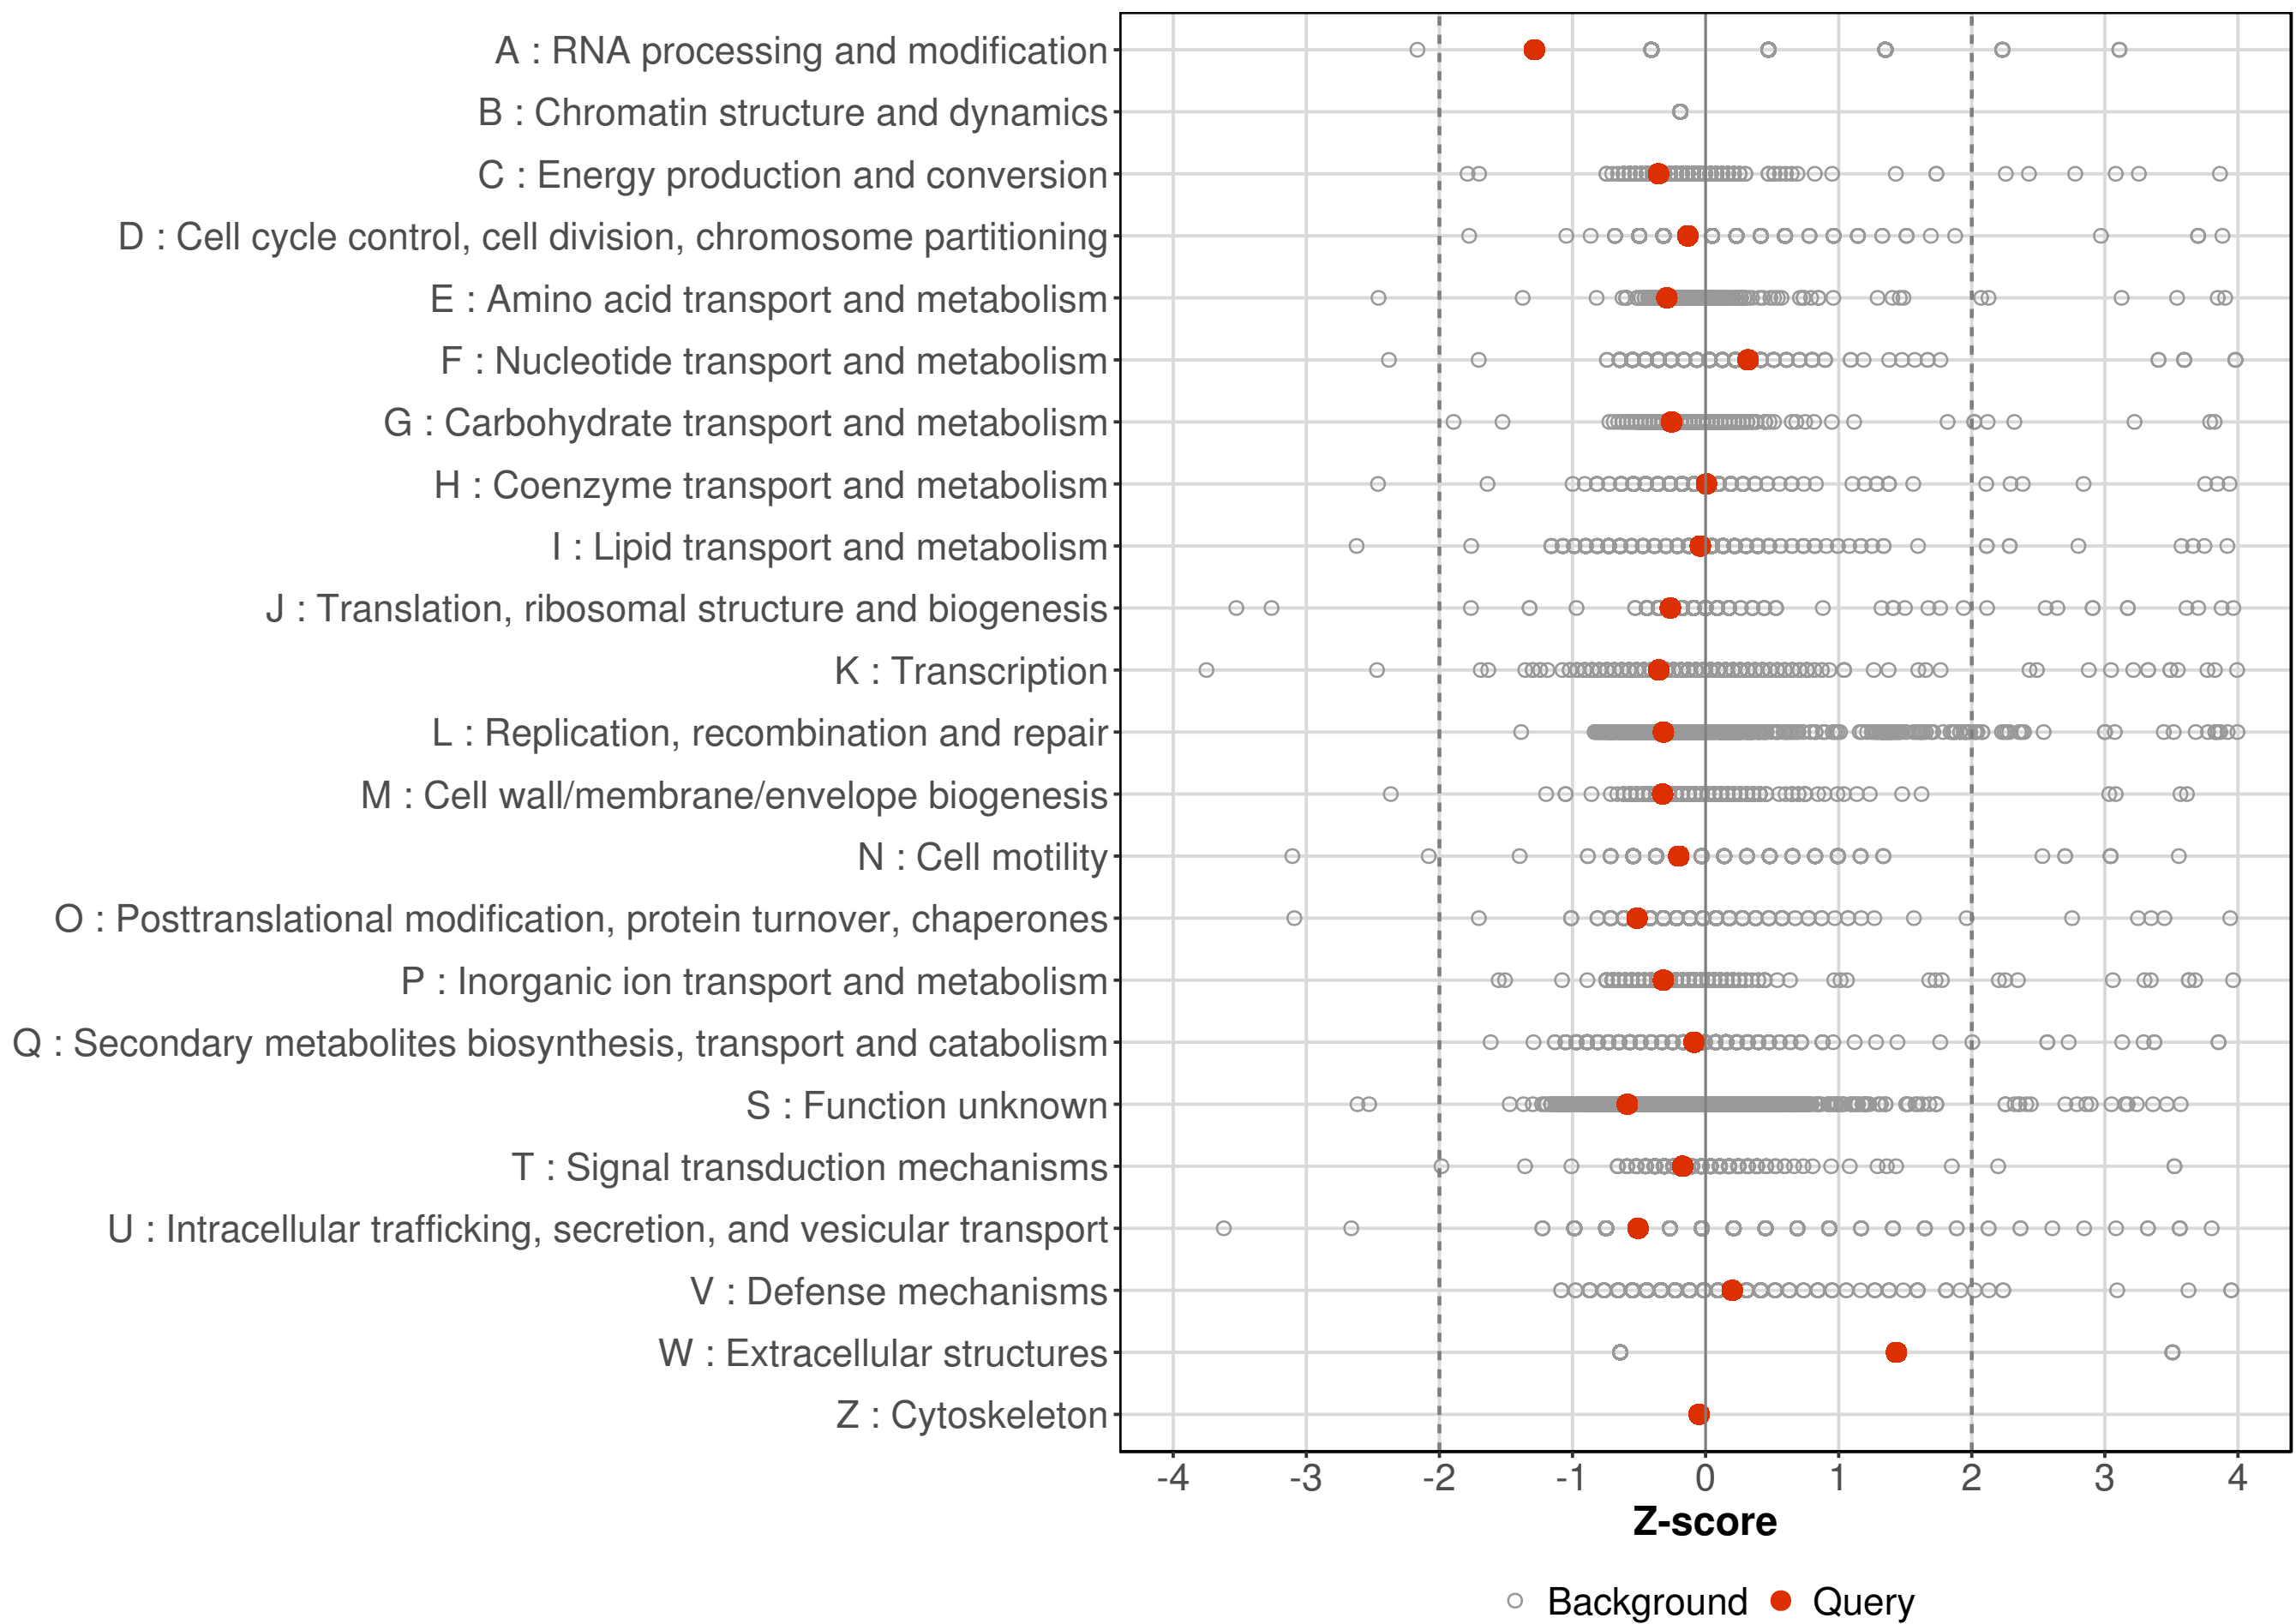 A : RNA processing and modification
B : Chromatin structure and dynamics
C : Energy production and conversion
D : Cell cycle control, cell division, chromosome partitioning
E : Amino acid transport and metabolism
F : Nucleotide transport and metabolism
G : Carbohydrate transport and metabolism
H : Coenzyme transport and metabolism
I : Lipid transport and metabolism
J : Translation, ribosomal structure and biogenesis
K : Transcription
L : Replication, recombination and repair
M : Cell wall/membrane/envelope biogenesis
N : Cell motility
O : Posttranslational modification, protein turnover, chaperones
P : Inorganic ion transport and metabolism
Q : Secondary metabolites biosynthesis, transport and catabolism
S : Function unknown
T : Signal transduction mechanisms
U : Intracellular trafficking, secretion, and vesicular transport
V : Defense mechanisms
W : Extracellular structures
Z : Cytoskeleton
-4 -3 -2 -1 0 1 2 3 4
Z-score
Background Query